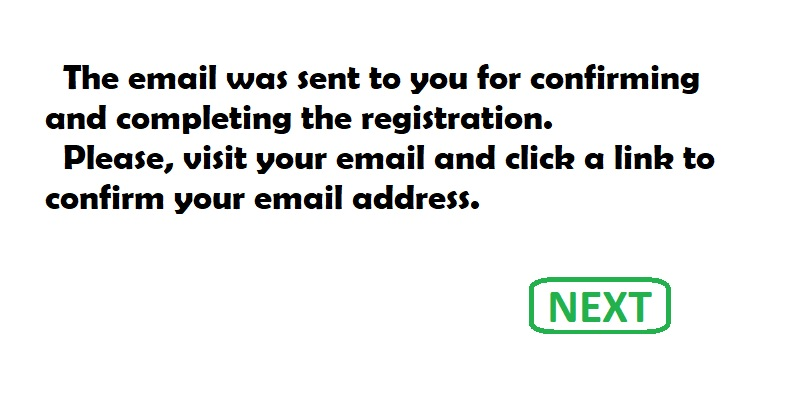 The email was sent to you for confirming
and completing the registration.
Please, visit your email and click a link to
confirm your email address.
NEXT